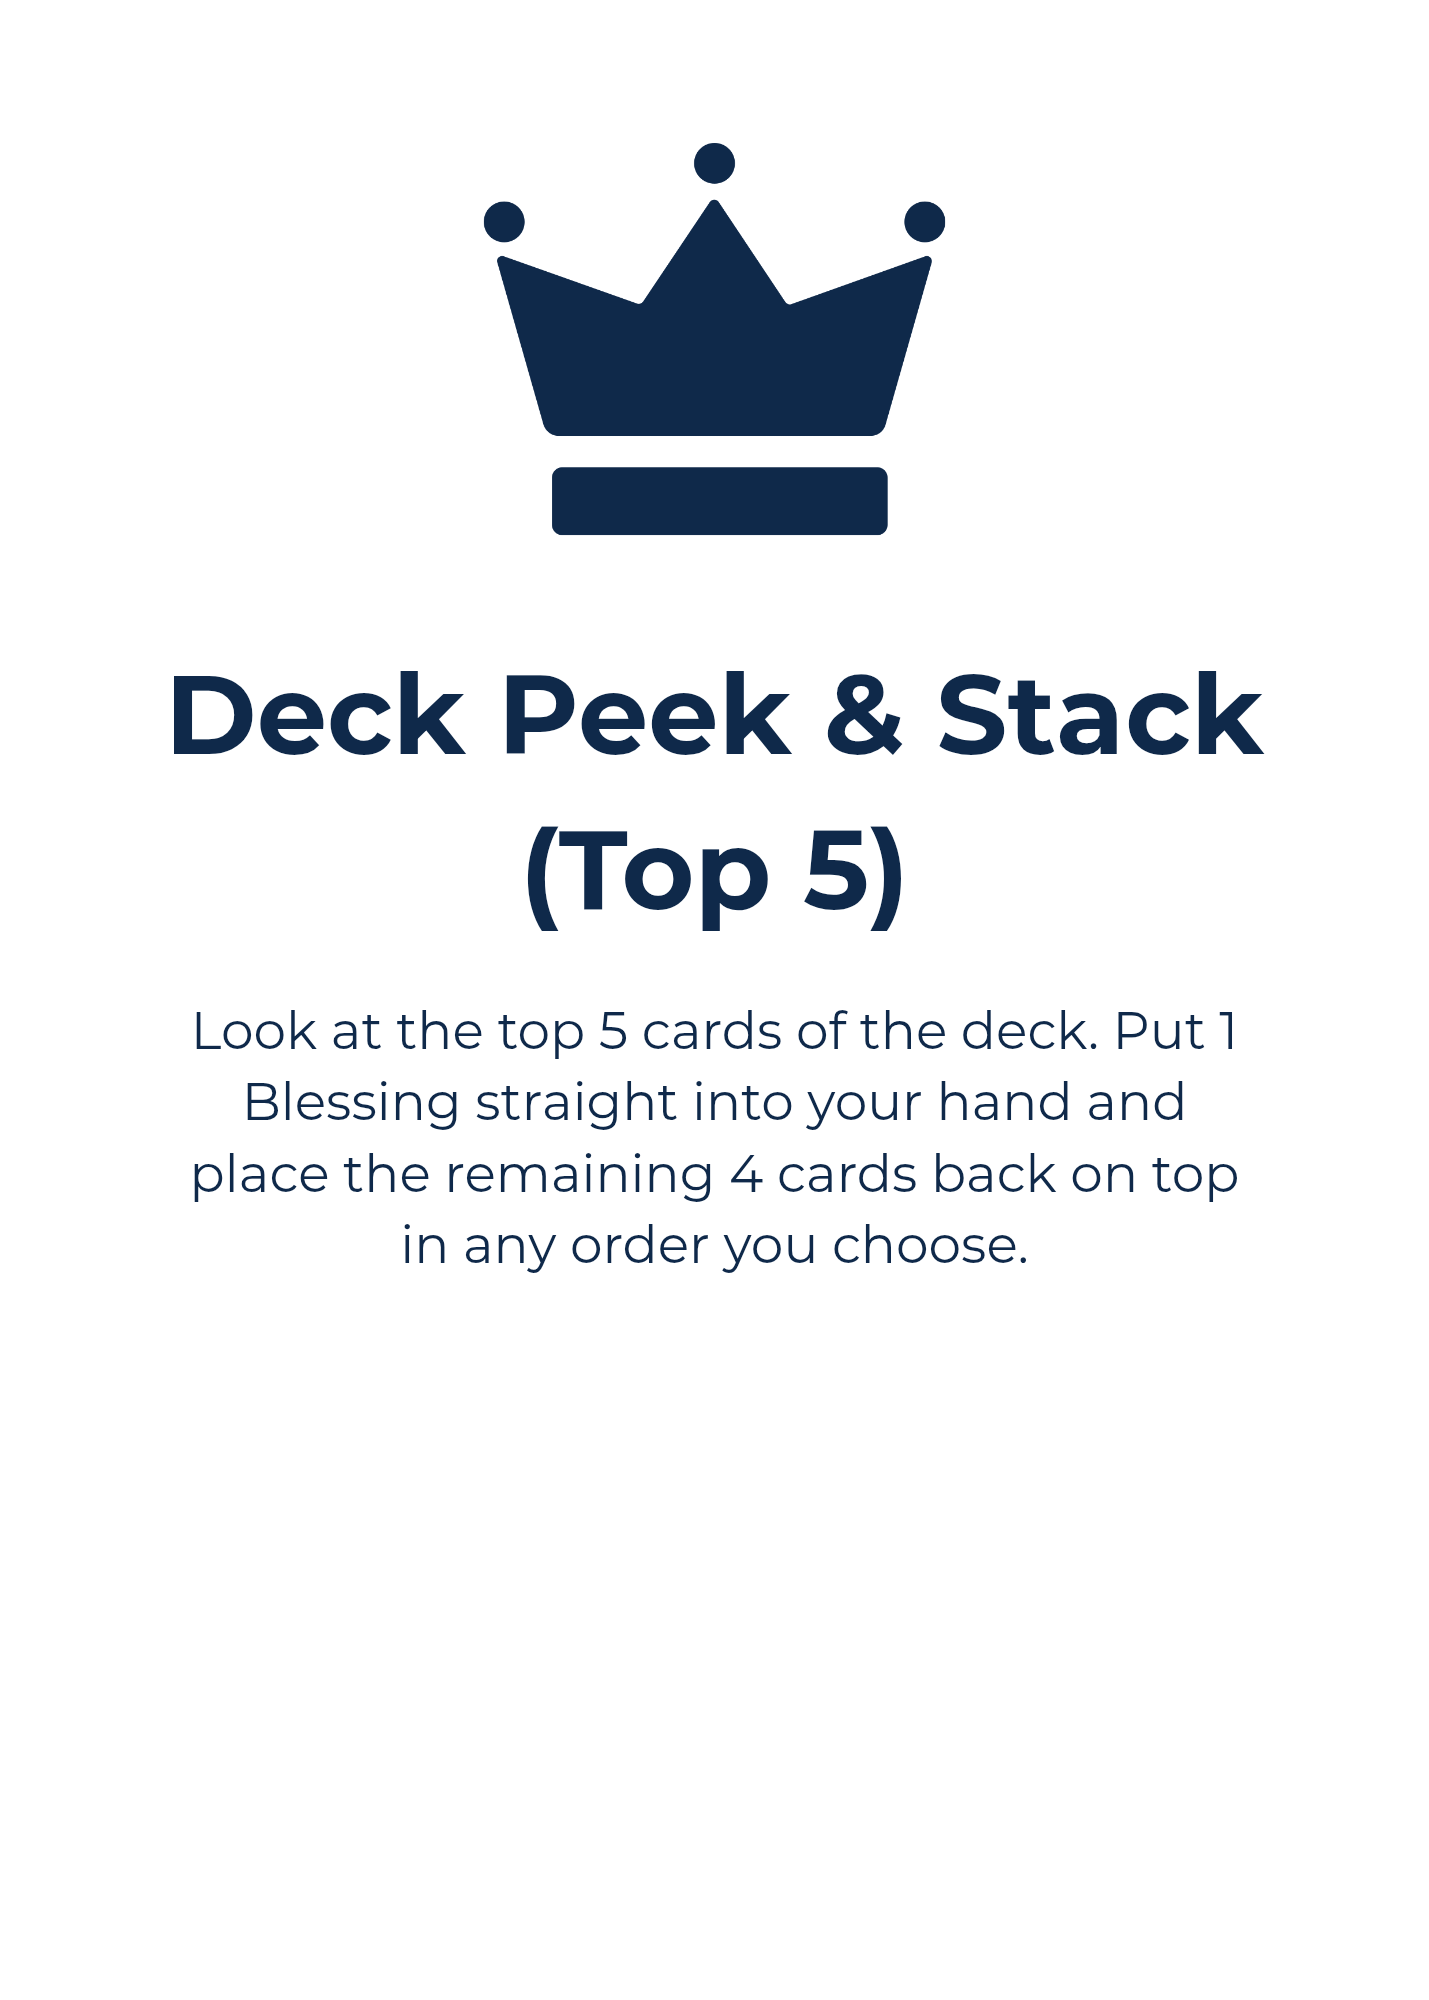 Deck Peek & Stack
(Top 5)
Look at the top 5 cards of the deck. Put 1
Blessing straight into your hand and
place the remaining 4 cards back on top
in any order you choose.